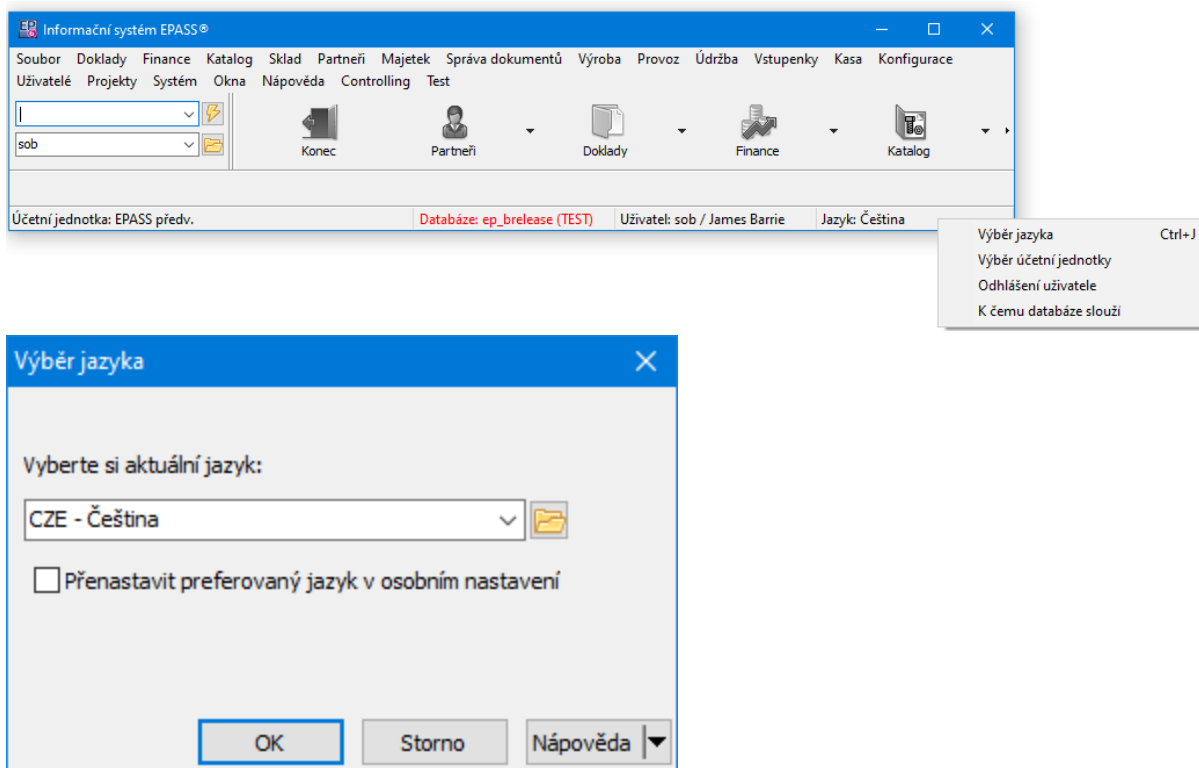 Informační systém EPASS®
Soubor Doklady Finance Katalog Sklad Partneři Majetek Správa dokumentů Výroba Provoz Údržba Vstupenky Kasa Konfigurace
Uživatelé Projekty Systém Okna Nápověda Controlling Test
sob
Konec Partneři Doklady Finance Katalog
Účetní jednotka: EPASS předv. Databáze: ep_brelease (TEST) Uživatel: sob / James Barrie Jazyk: Čeština
Výběr jazyka Ctrl+J
Výběr účetní jednotky
Odhlášení uživatele
K čemu databáze slouží
Výběr jazyka
Vyberte si aktuální jazyk:
CZE - Čeština
Přenastavit preferovaný jazyk v osobním nastavení
OK Storno Nápověda